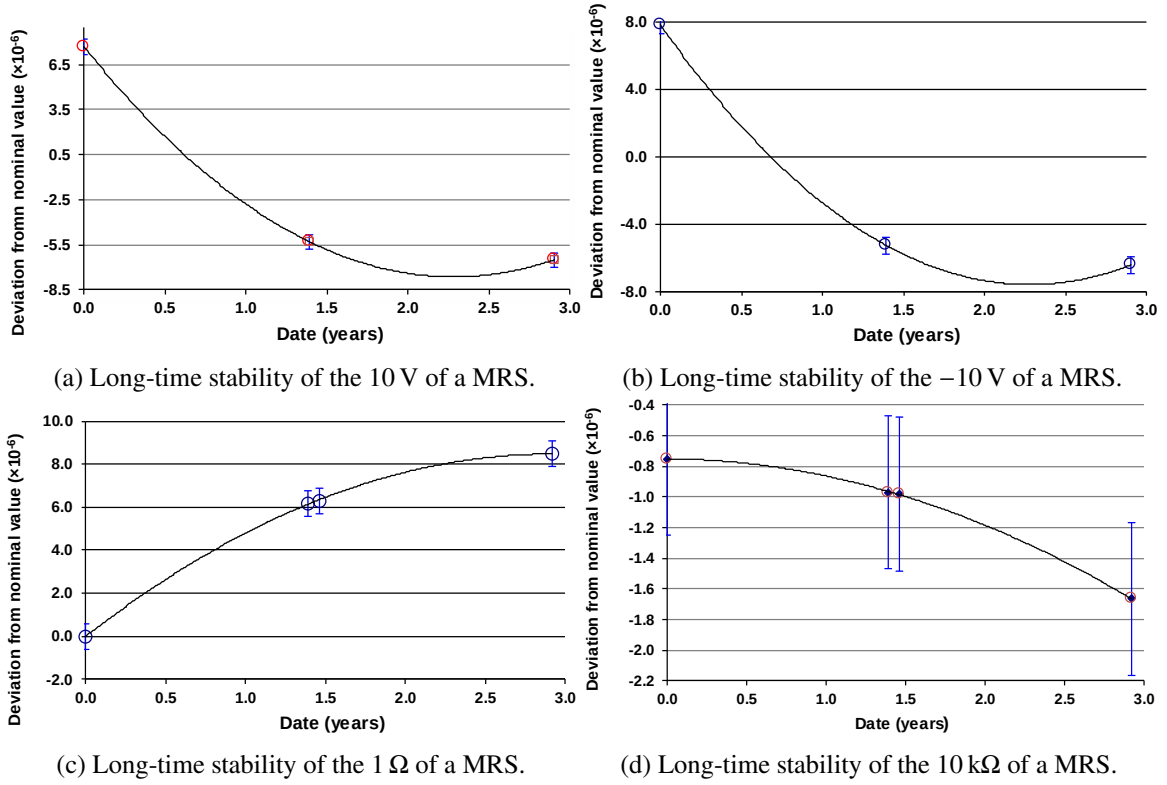 Deviation fromn nominal value (×10-6)
6.5
3.5
0.5
-2.5
-5.5
-8.5
0.0 0.5 1.0 1.5 2.0 2.5 3.0
Date (years)
(a) Long-time stability of the 10 V of a MRS.
Deviation from nominal value (×10-6)
8.0
4.0
0.0
-4.0
-8.0
0.0 0.5 1.0 1.5 2.0 2.5 3.0
Date (years)
(b) Long-time stability of the −10 V of a MRS.
Deviation from nominal value (×10-6)
10.0
8.0
6.0
4.0
2.0
0.0
-2.0
0.0 0.5 1.0 1.5 2.0 2.5 3.0
Date (years)
(c) Long-time stability of the 1 Ω of a MRS.
Deviation from nominal value (×10-6)
-0.4
-0.6
-0.8
-1.0
-1.2
-1.4
-1.6
-1.8
-2.0
-2.2
0.0 0.5 1.0 1.5 2.0 2.5 3.0
Date (years)
(d) Long-time stability of the 10 kΩ of a MRS.